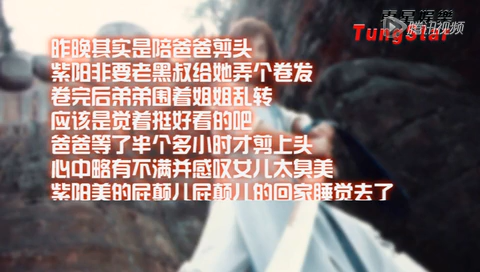 腾讯视频
TungStar
昨晚其实是陪爸爸剪头
紫阳非要老黑叔给她弄个卷发
卷完后弟弟围着姐姐乱转
应该是觉着挺好看的吧
爸爸等了半个多小时才剪上头
心中略有不满并感叹女儿太臭美
紫阳美的屁颠儿屁颠儿的回家睡觉去了